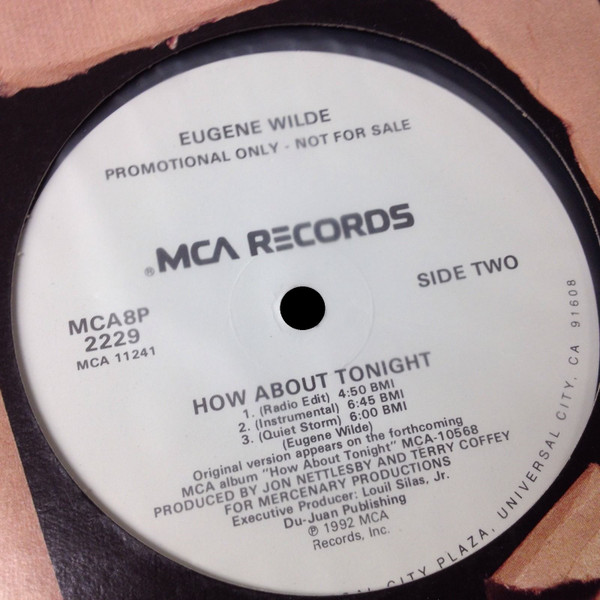 EUGENE WILDE
PROMOTIONAL ONLY - NOT FOR SALE
®MCA RECORDS
SIDE TWO
MCA8P
2229
MCA 11241
HOW ABOUT TONIGHT
1. (Radio Edit) 4:50 BMI
2. (Instrumental) 6:45 BMI
3. (Quiet Storm) 6:00 BMI
(Eugene Wilde)
Original version appears on the forthcoming
MCA album "How About Tonight" MCA-10568
PRODUCED BY JON NETTLESBY AND TERRY COFFEY
FOR MERCENARY PRODUCTIONS
Executive Producer: Louil Silas, Jr.
Du-Juan Publishing
℗ 1992 MCA
Records, Inc.
CITY PLAZA, UNIVERSAL CITY, CA 91608